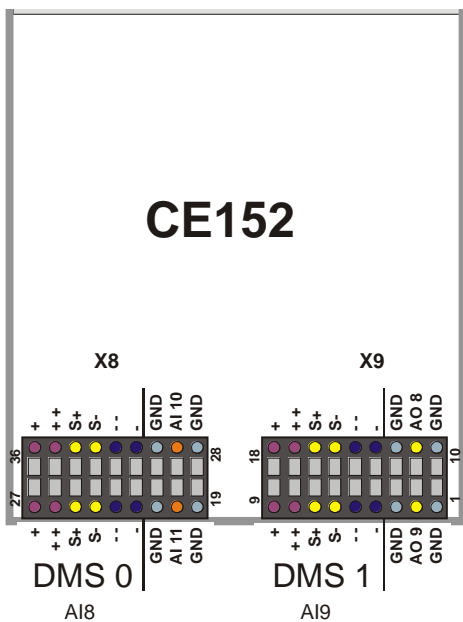 CE152
X8 X9
+ ++ S+ S- -- - GND AI 10 GND + ++ S+ S- -- - GND AO 8 GND
36 28 18 10
27 19 9 1
+ ++ S+ S- -- - GND AI 11 GND + ++ S+ S- -- - GND AO 9 GND
DMS 0 DMS 1
AI8 AI9